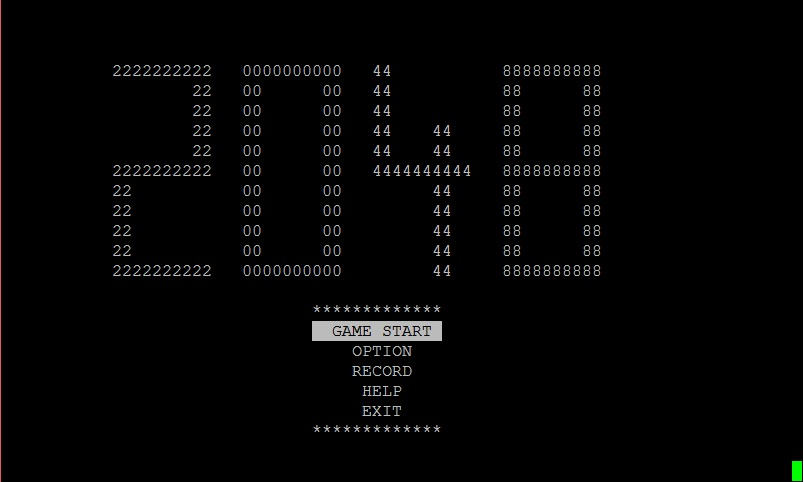 2222222222   0000000000   44           8888888888
        22   00      00   44           88      88
        22   00      00   44           88      88
        22   00      00   44    44     88      88
        22   00      00   44    44     88      88
2222222222   00      00   4444444444   8888888888
22           00      00         44     88      88
22           00      00         44     88      88
22           00      00         44     88      88
22           00      00         44     88      88
2222222222   0000000000         44     8888888888
*************
GAME START
OPTION
RECORD
HELP
EXIT
*************